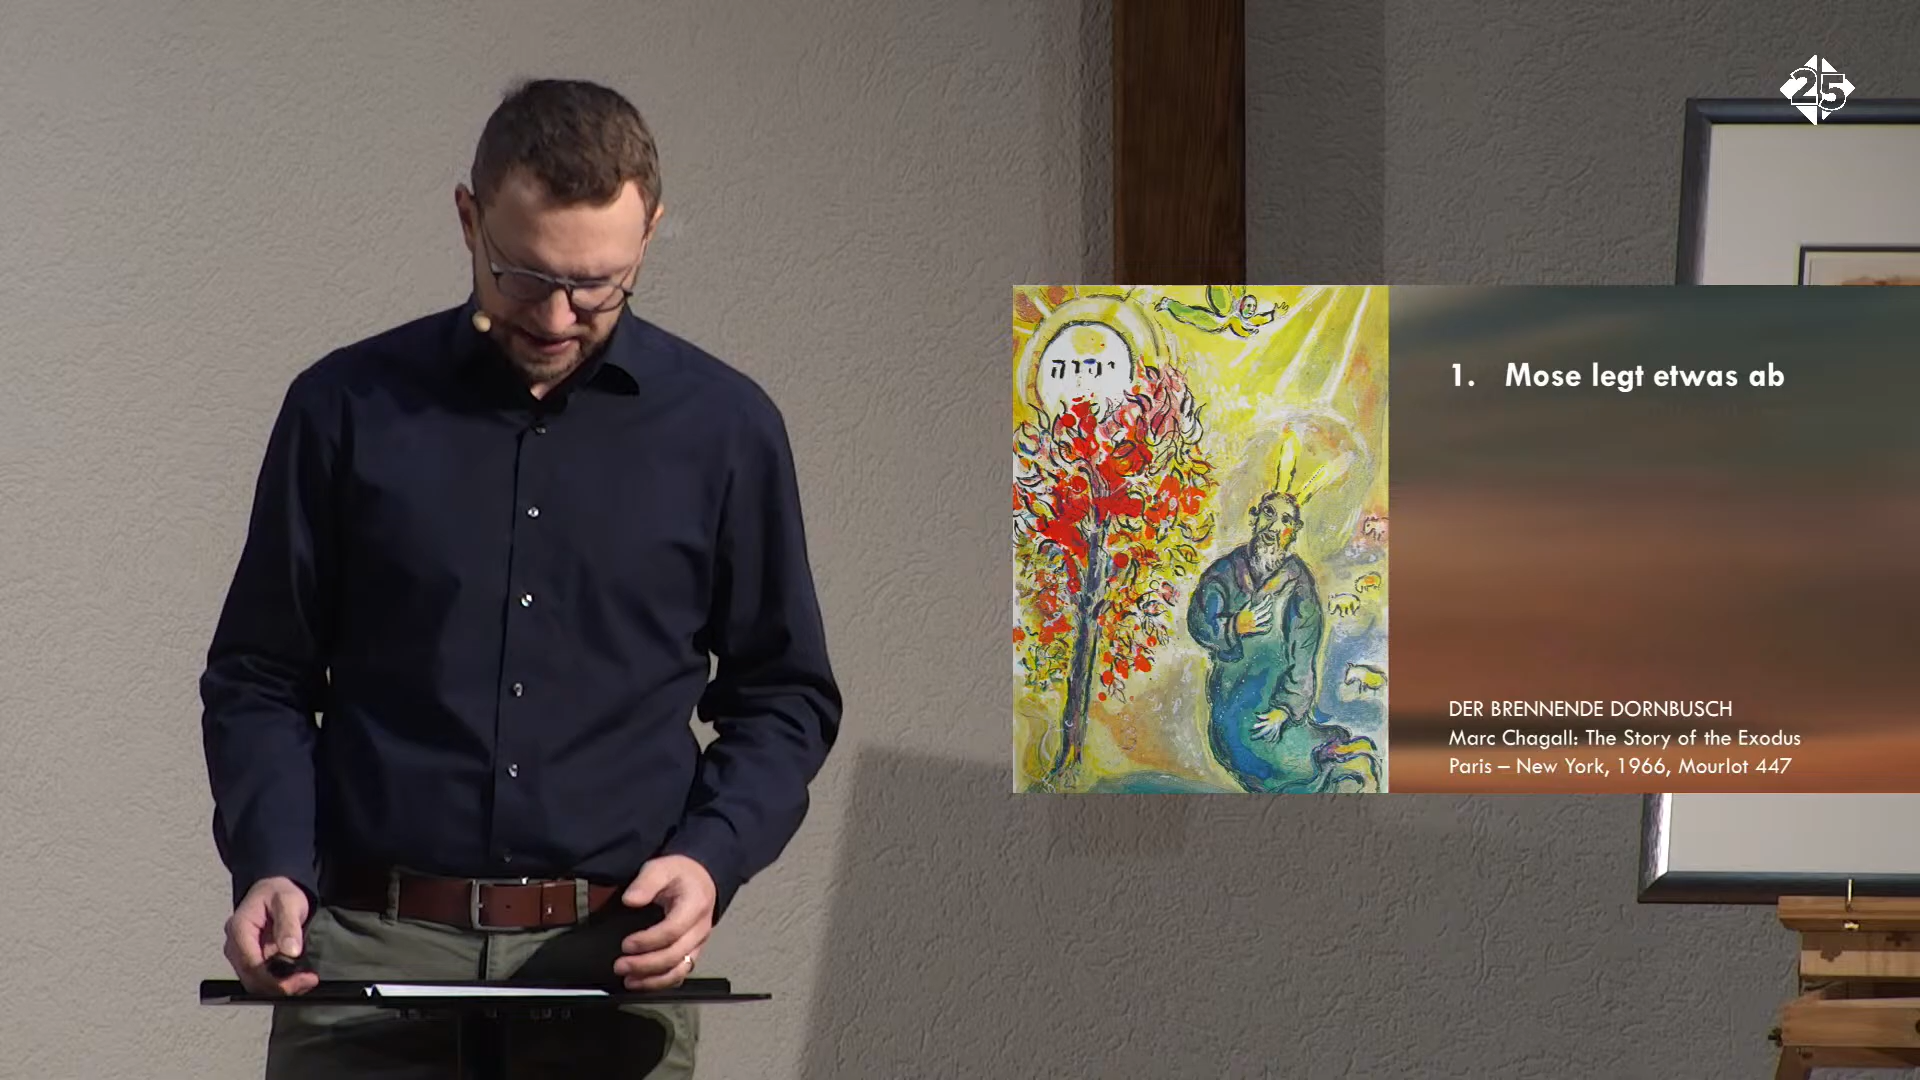 25
יהוה
1. Mose legt etwas ab
DER BRENNENDE DORNBUSCH
Marc Chagall: The Story of the Exodus
Paris – New York, 1966, Mourlot 447